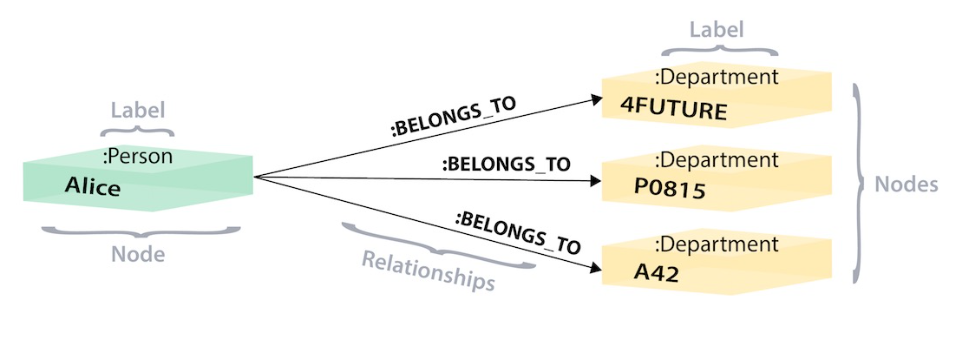 Label
:Person
Alice
Node
:BELONGS_TO
:BELONGS_TO
:BELONGS_TO
Relationships
Label
:Department
4FUTURE
:Department
P0815
:Department
A42
Nodes